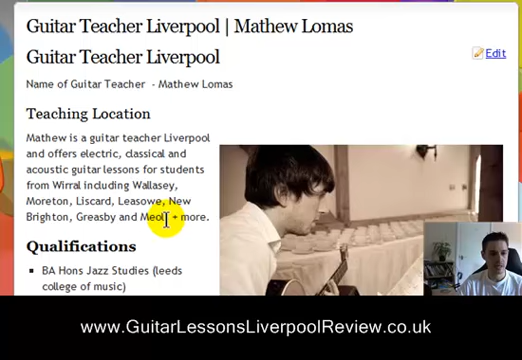 Guitar Teacher Liverpool | Mathew Lomas
Guitar Teacher Liverpool
Edit
Name of Guitar Teacher - Mathew Lomas
Teaching Location
Mathew is a guitar teacher Liverpool
and offers electric, classical and
acoustic guitar lessons for students
from Wirral including Wallasey,
Moreton, Liscard, Leasowe, New
Brighton, Greasby and Meols + more.
Qualifications
BA Hons Jazz Studies (leeds
college of music)
www.GuitarLessonsLiverpoolReview.co.uk